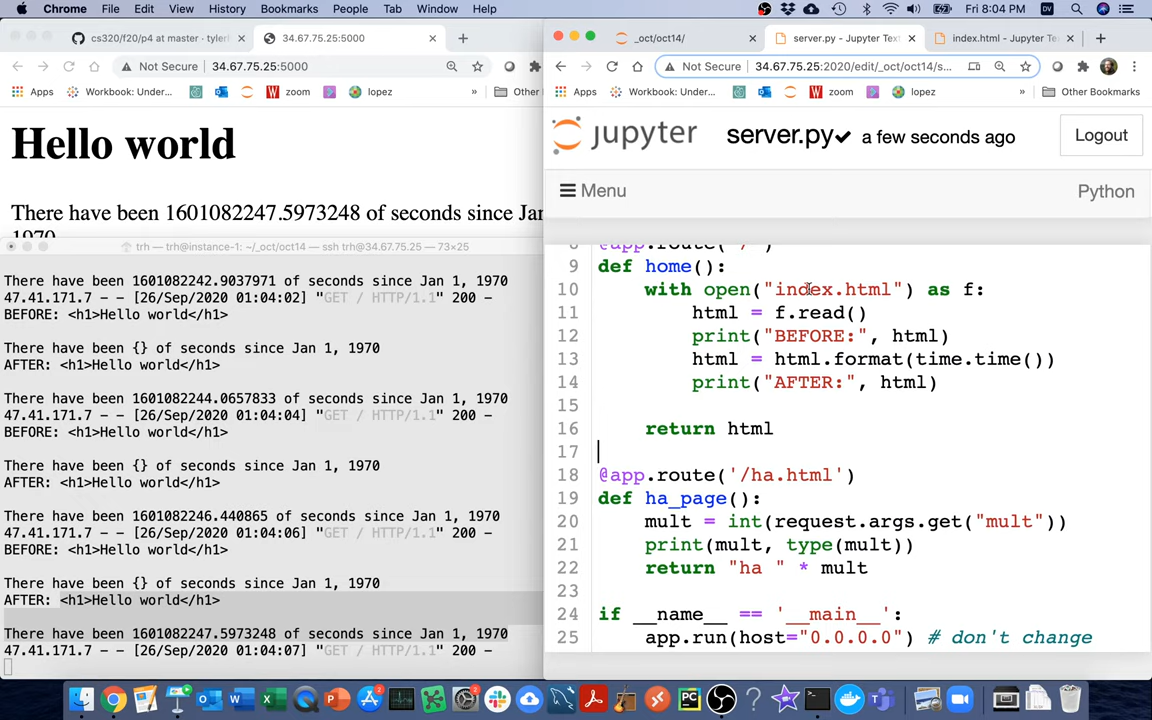 Chrome File Edit View History Bookmarks People Tab Window Help Fri 8:04 PM DV
cs320/f20/p4 at master · tylerl
34.67.75.25:5000
Not Secure 34.67.75.25:5000
Apps Workbook: Under... zoom lopez » Other
Hello world
There have been 1601082247.5973248 of seconds since Jan
1970
trh — trh@instance-1: ~/_oct/oct14 — ssh trh@34.67.75.25 — 73×25
There have been 1601082242.9037971 of seconds since Jan 1, 1970
47.41.171.7 - - [26/Sep/2020 01:04:02] "GET / HTTP/1.1" 200 -
BEFORE: <h1>Hello world</h1>
There have been {} of seconds since Jan 1, 1970
AFTER: <h1>Hello world</h1>
There have been 1601082244.0657833 of seconds since Jan 1, 1970
47.41.171.7 - - [26/Sep/2020 01:04:04] "GET / HTTP/1.1" 200 -
BEFORE: <h1>Hello world</h1>
There have been {} of seconds since Jan 1, 1970
AFTER: <h1>Hello world</h1>
There have been 1601082246.440865 of seconds since Jan 1, 1970
47.41.171.7 - - [26/Sep/2020 01:04:06] "GET / HTTP/1.1" 200 -
BEFORE: <h1>Hello world</h1>
There have been {} of seconds since Jan 1, 1970
AFTER: <h1>Hello world</h1>
There have been 1601082247.5973248 of seconds since Jan 1, 1970
47.41.171.7 - - [26/Sep/2020 01:04:07] "GET / HTTP/1.1" 200 -
_oct/oct14/
server.py - Jupyter Text
index.html - Jupyter Te
Not Secure 34.67.75.25:2020/edit/_oct/oct14/s...
Apps Workbook: Under... zoom lopez » Other Bookmarks
jupyter server.py a few seconds ago Logout
Menu Python
8 @app.route('/')
9 def home():
10 with open("index.html") as f:
11 html = f.read()
12 print("BEFORE:", html)
13 html = html.format(time.time())
14 print("AFTER:", html)
15
16 return html
17
18 @app.route('/ha.html')
19 def ha_page():
20 mult = int(request.args.get("mult"))
21 print(mult, type(mult))
22 return "ha " * mult
23
24 if __name__ == '__main__':
25 app.run(host="0.0.0.0") # don't change